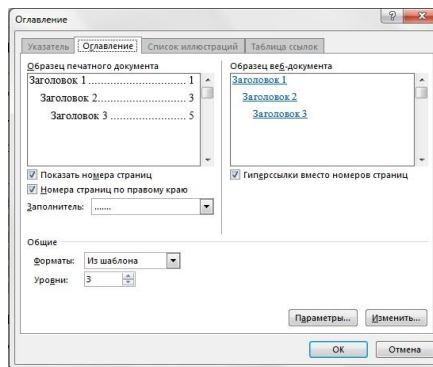 Оглавление
Указатель Оглавление Список иллюстраций Таблица ссылок
Образец печатного документа
Заголовок 1 ........................ 1
Заголовок 2 ..................... 3
Заголовок 3 .................. 5
Образец веб-документа
Заголовок 1
Заголовок 2
Заголовок 3
Показать номера страниц
Номера страниц по правому краю
Заполнитель: .......
Гиперссылки вместо номеров страниц
Общие
Форматы: Из шаблона
Уровни: 3
Параметры... Изменить...
ОК Отмена